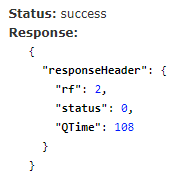 Status: success
Response:
{
"responseHeader": {
"rf": 2,
"status": 0,
"QTime": 108
}
}